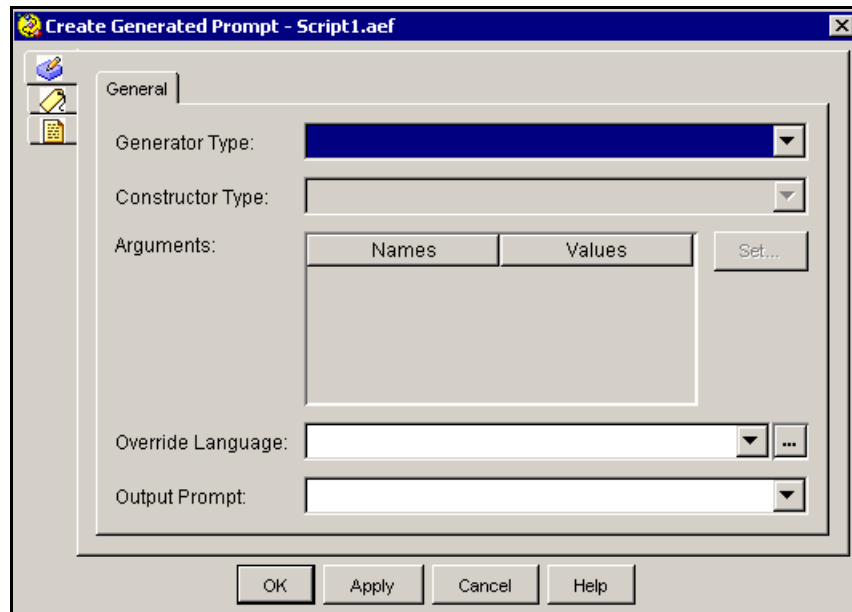 Create Generated Prompt - Script1.aef
General
Generator Type:
Constructor Type:
Arguments:
Names
Values
Set...
Override Language:
...
Output Prompt:
OK
Apply
Cancel
Help